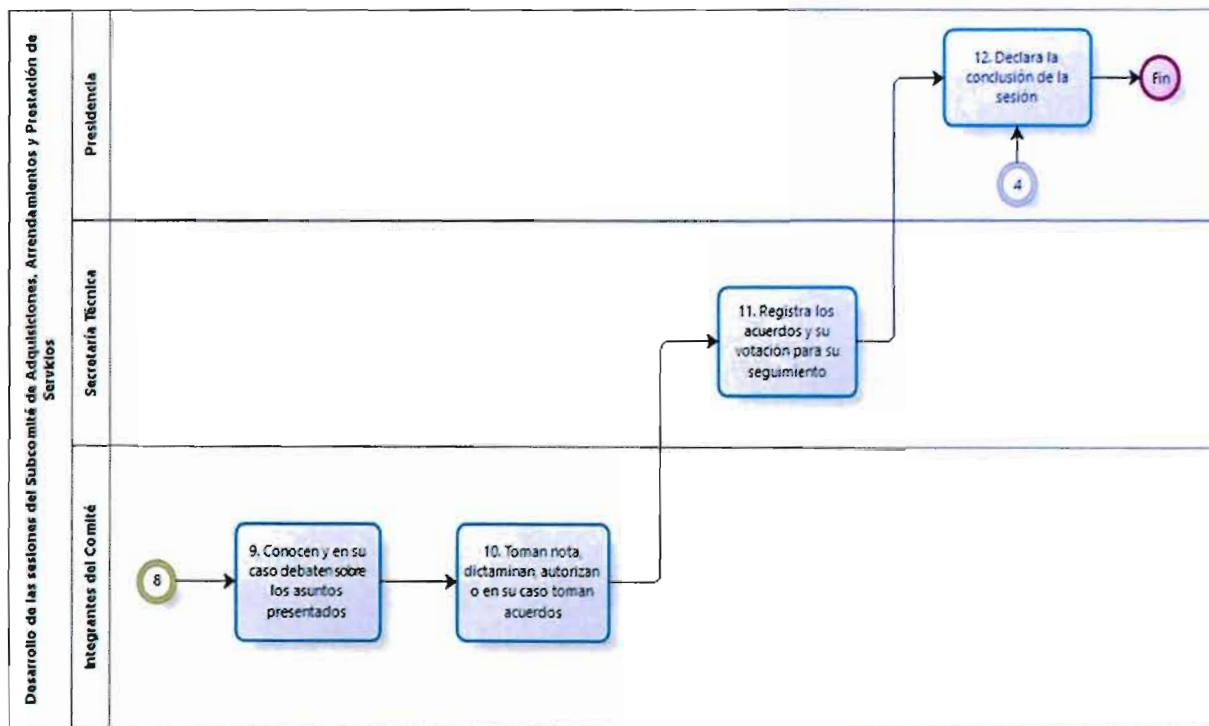 Desarrollo de las sesiones del Subcomité de Adquisiciones, Arrendamientos y Prestación de
Servicios
Presidencia
12. Declara la
conclusión de la
sesión
Fin
4
Secretaría Técnica
11. Registra los
acuerdos y su
votación para su
seguimiento
Integrantes del Comité
8
9. Conocen y en su
caso debaten sobre
los asuntos
presentados
10. Toman nota,
dictaminan, autorizan
o en su caso toman
acuerdos